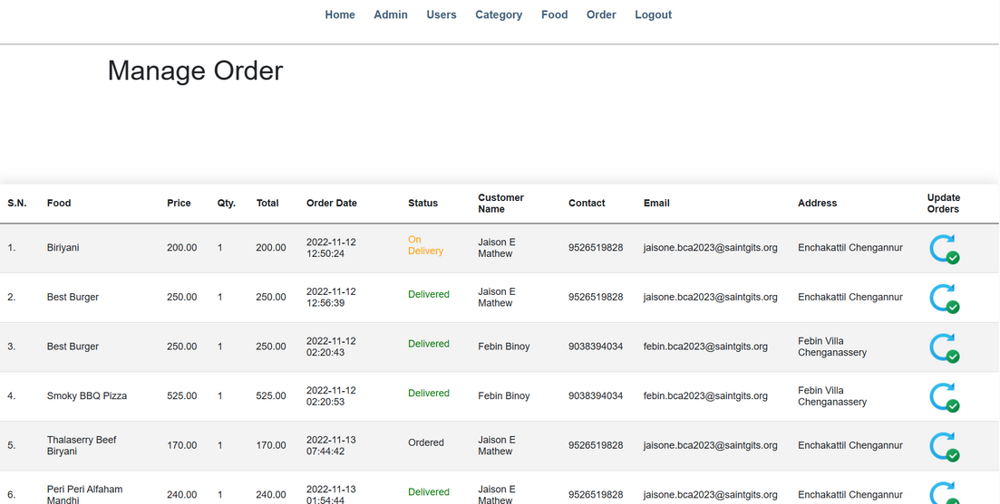 Home Admin Users Category Food Order Logout
Manage Order
S.N. Food Price Qty. Total Order Date Status Customer Name Contact Email Address Update Orders
1. Biriyani 200.00 1 200.00 2022-11-12 12:50:24 On Delivery Jaison E Mathew 9526519828 jaisone.bca2023@saintgits.org Enchakattil Chengannur
2. Best Burger 250.00 1 250.00 2022-11-12 12:56:39 Delivered Jaison E Mathew 9526519828 jaisone.bca2023@saintgits.org Enchakattil Chengannur
3. Best Burger 250.00 1 250.00 2022-11-12 02:20:43 Delivered Febin Binoy 9038394034 febin.bca2023@saintgits.org Febin Villa Chenganassery
4. Smoky BBQ Pizza 525.00 1 525.00 2022-11-12 02:20:53 Delivered Febin Binoy 9038394034 febin.bca2023@saintgits.org Febin Villa Chenganassery
5. Thalaserry Beef Biryani 170.00 1 170.00 2022-11-13 07:44:42 Ordered Jaison E Mathew 9526519828 jaisone.bca2023@saintgits.org Enchakattil Chengannur
6. Peri Peri Alfaham Mandhi 240.00 1 240.00 2022-11-13 01:54:44 Delivered Jaison E Mathew 9526519828 jaisone.bca2023@saintgits.org Enchakattil Chengannur